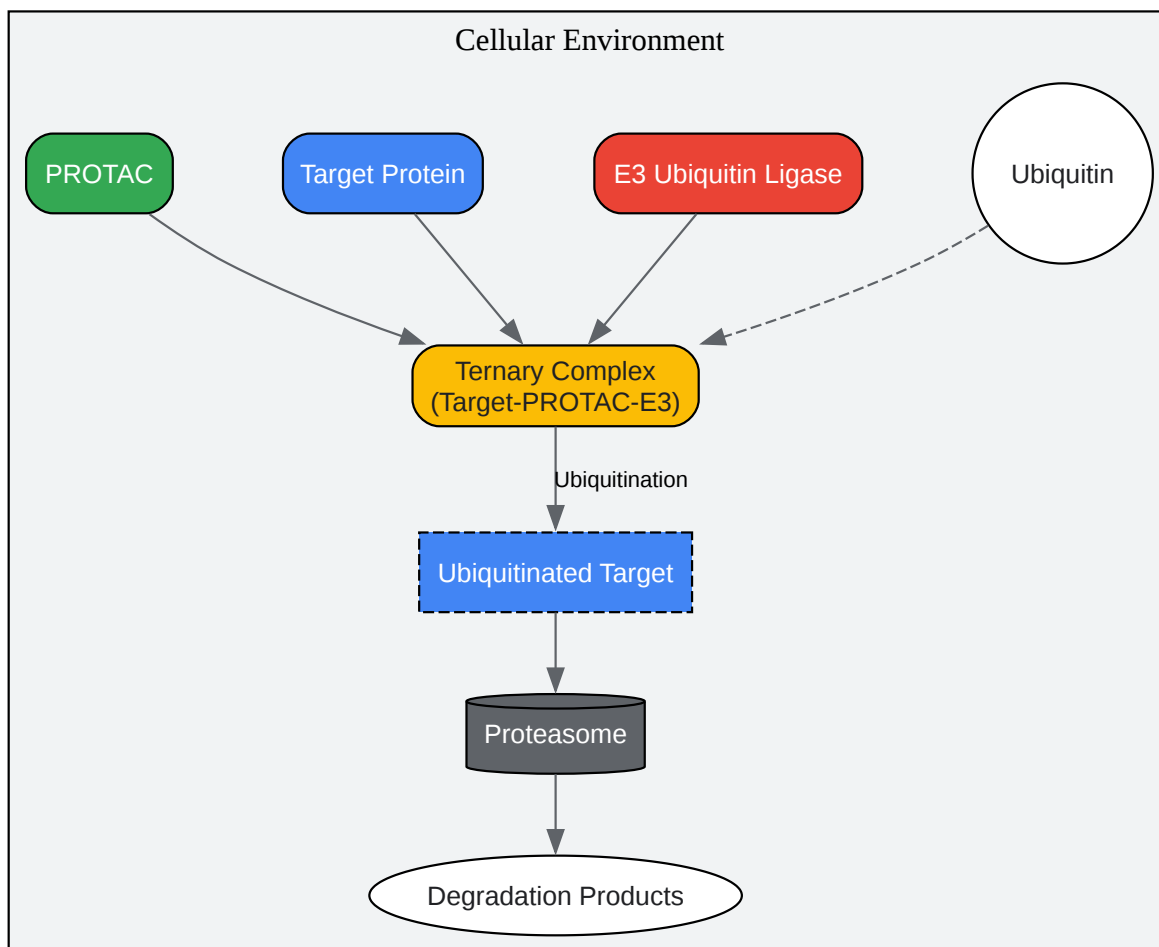 Cellular Environment
PROTAC
Target Protein
E3 Ubiquitin Ligase
Ubiquitin
Ternary Complex
(Target-PROTAC-E3)
Ubiquitination
Ubiquitinated Target
Proteasome
Degradation Products